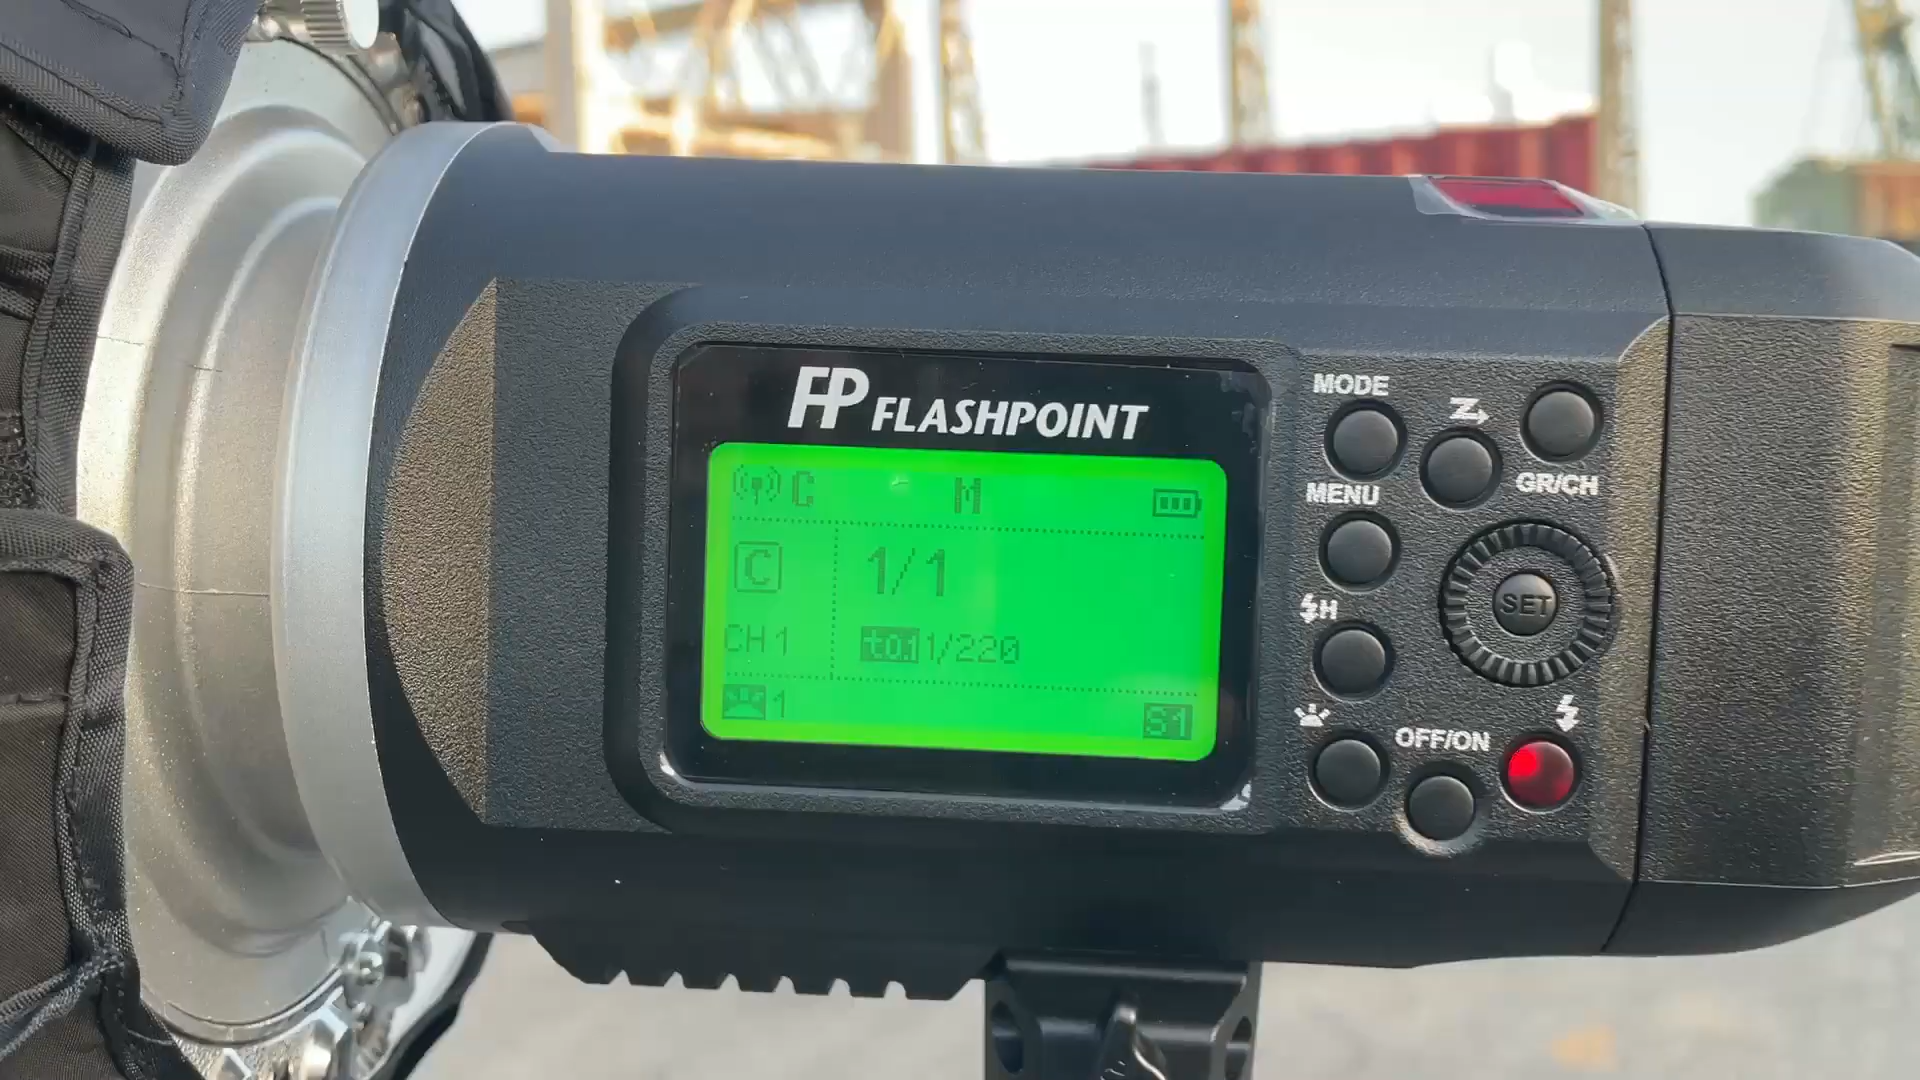 FP FLASHPOINT
C M
C 1/1
CH 1 t0.1 1/220
1 S1
MODE
Z
GR/CH
MENU
SET
H
OFF/ON